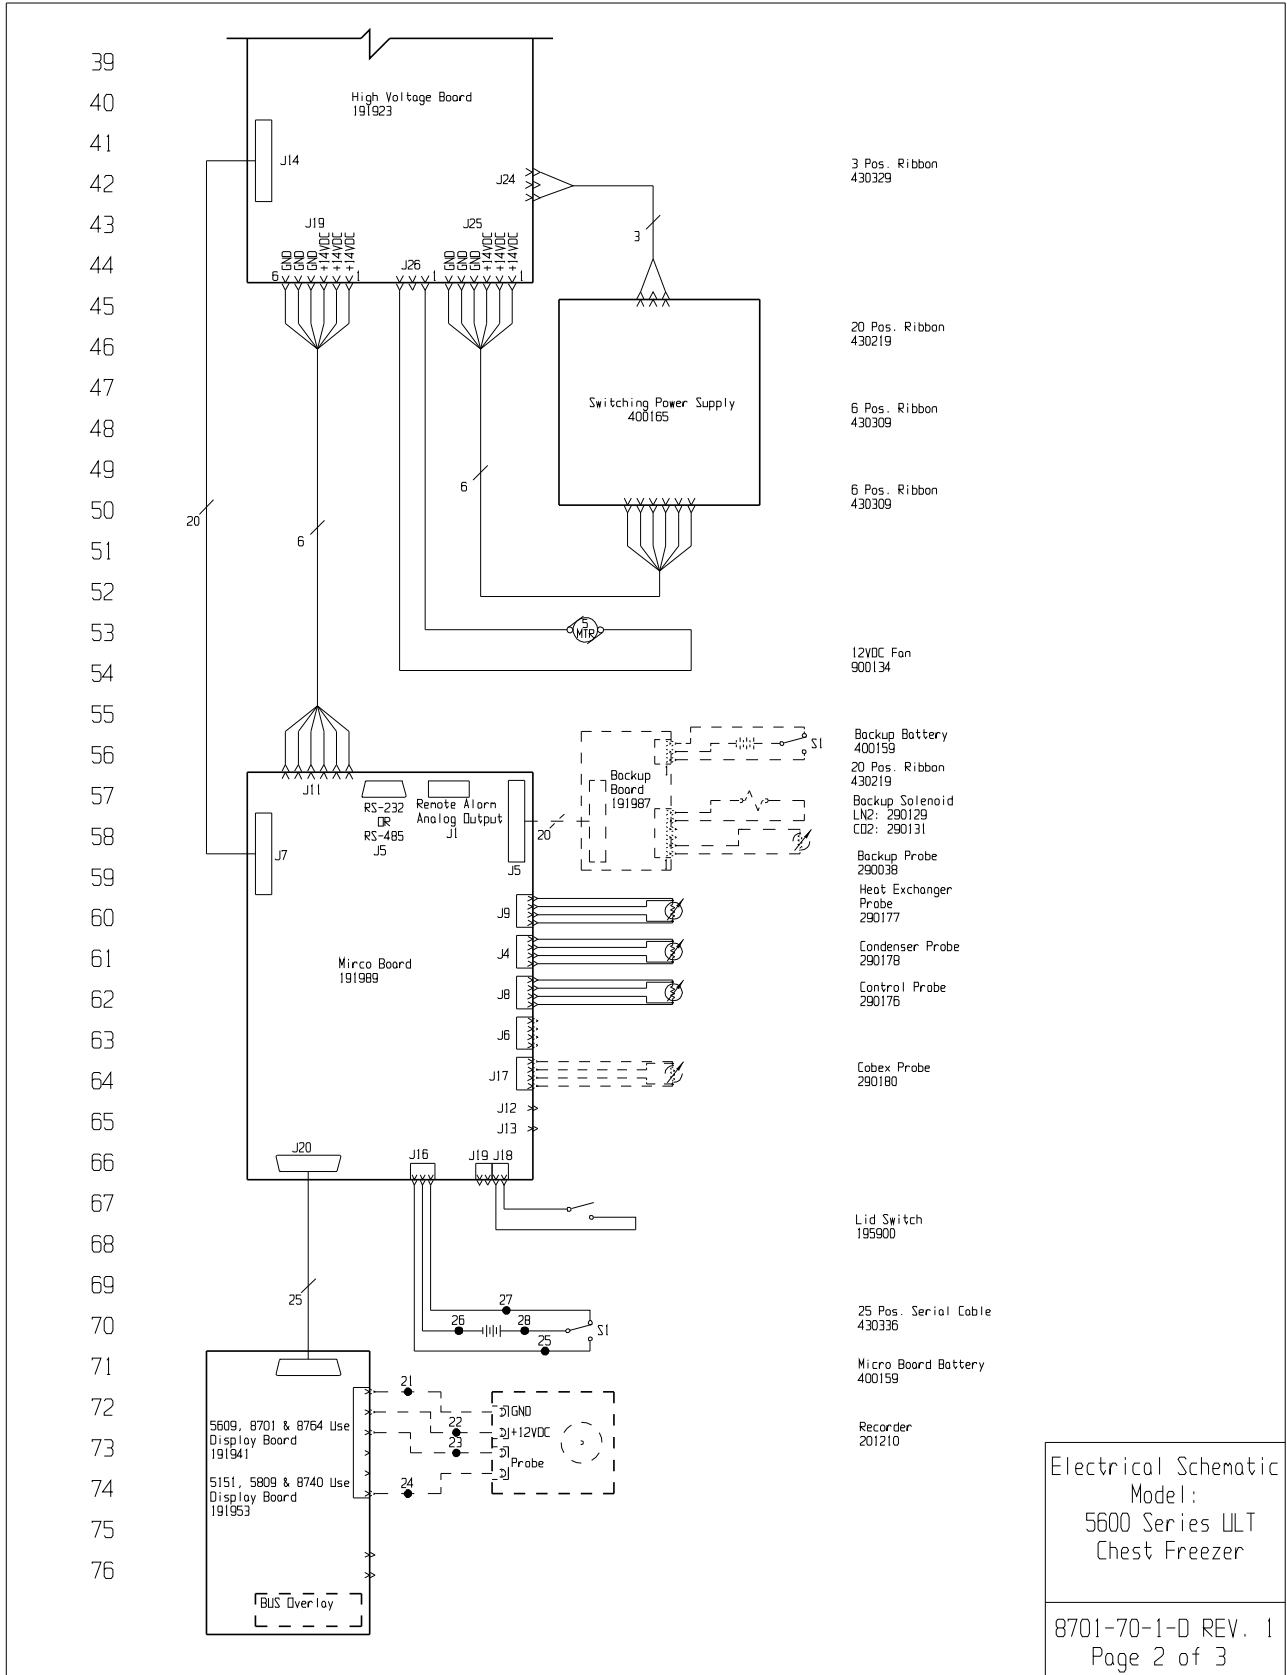 39
40
41
42
43
44
45
46
47
48
49
50
51
52
53
54
55
56
57
58
59
60
61
62
63
64
65
66
67
68
69
70
71
72
73
74
75
76
High Voltage Board
191923
J14
J24
J19
GND
GND
GND
+14VDC
+14VDC
+14VDC
6
1
J26
1
J25
GND
GND
GND
+14VDC
+14VDC
+14VDC
1
3
Switching Power Supply
400165
20
6
6
5
MTR
J11
RS-232
OR
RS-485
J5
Remote Alarm
Analog Output
J1
J5
20
J7
Backup
Board
191987
1
1
S1
J9
J4
J8
J6
J17
J12
J13
Mirco Board
191989
J20
J16
J19
J18
25
27
26
28
25
S1
21
22
23
24
GND
+12VDC
Probe
5609, 8701 & 8764 Use
Display Board
191941
5151, 5809 & 8740 Use
Display Board
191953
BUS Overlay
3 Pos. Ribbon
430329
20 Pos. Ribbon
430219
6 Pos. Ribbon
430309
6 Pos. Ribbon
430309
12VDC Fan
900134
Backup Battery
400159
20 Pos. Ribbon
430219
Backup Solenoid
LN2: 290129
CO2: 290131
Backup Probe
290038
Heat Exchanger
Probe
290177
Condenser Probe
290178
Control Probe
290176
Cobex Probe
290180
Lid Switch
195900
25 Pos. Serial Cable
430336
Micro Board Battery
400159
Recorder
201210
Electrical Schematic
Model:
5600 Series ULT
Chest Freezer
8701-70-1-D REV. 1
Page 2 of 3